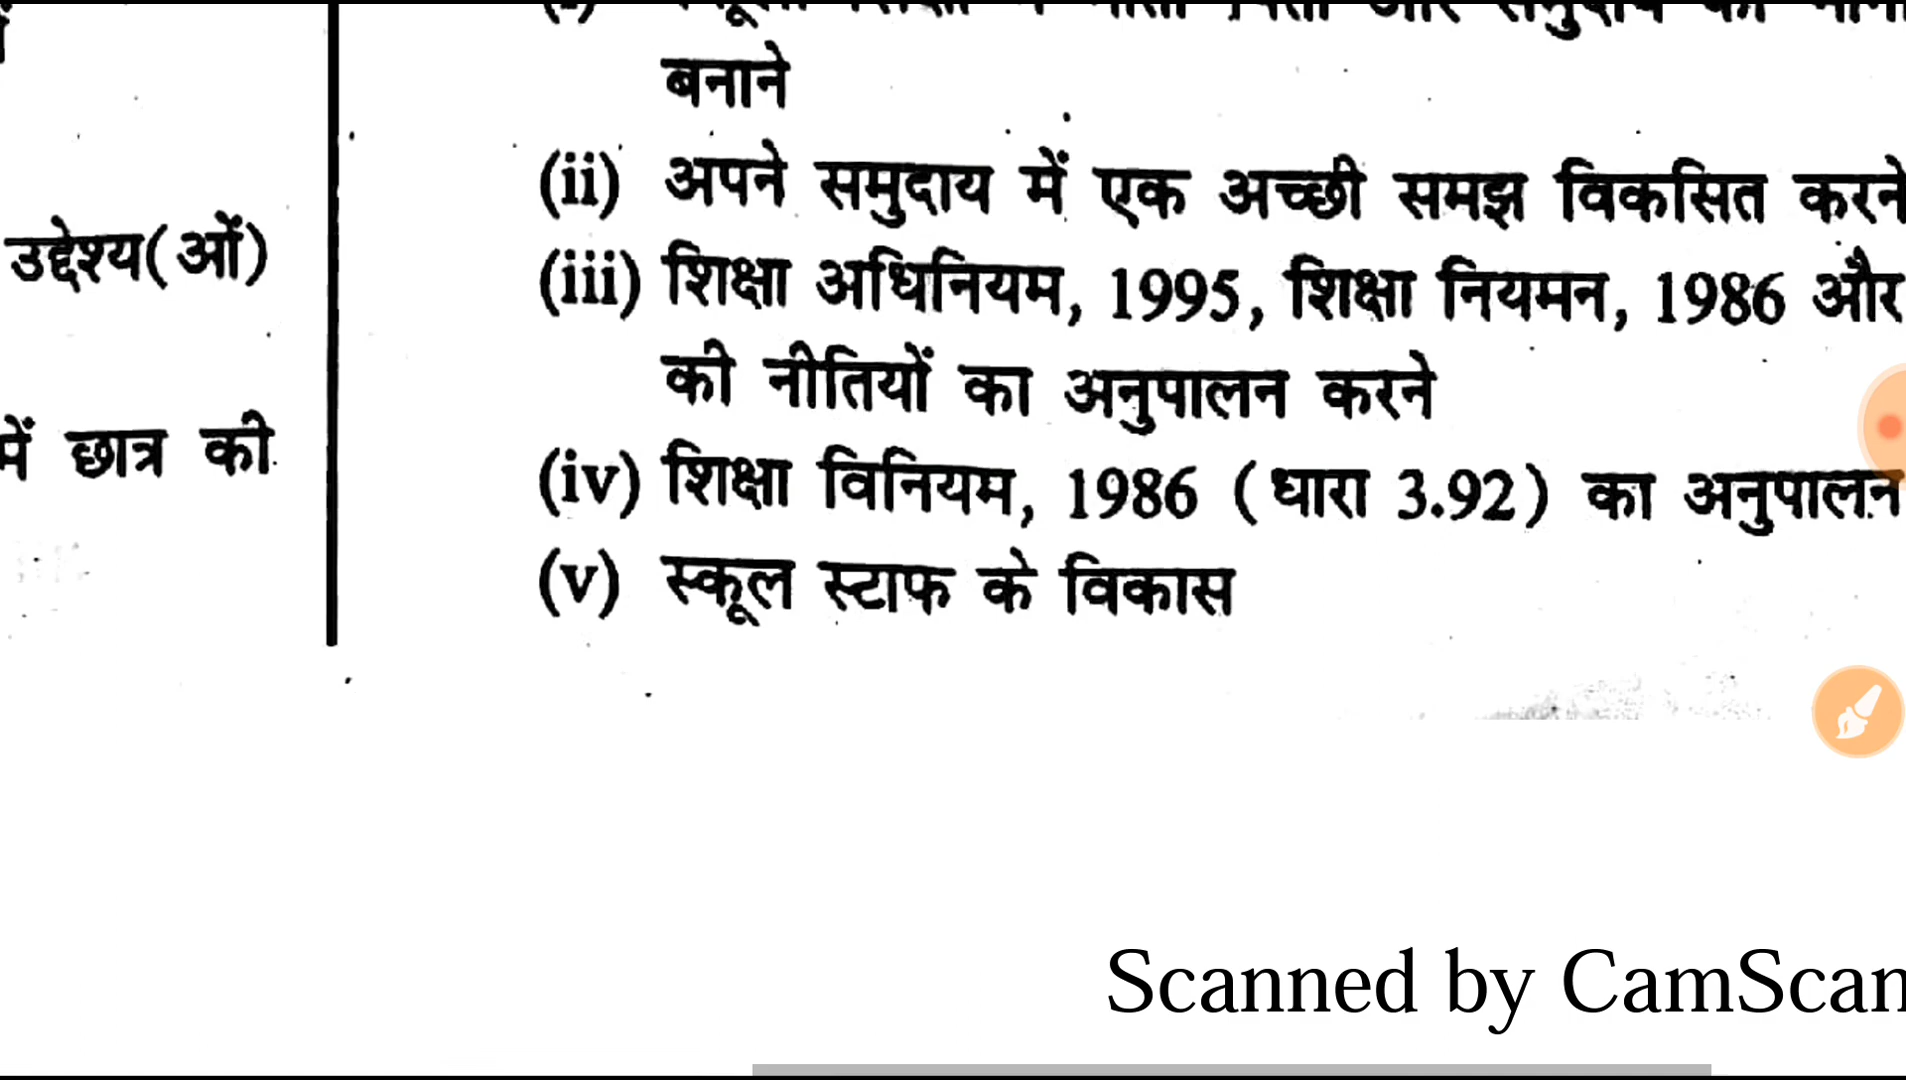 बनाने
(ii) अपने समुदाय में एक अच्छी समझ विकसित करने
उद्देश्य(ओं)
(iii) शिक्षा अधिनियम, 1995, शिक्षा नियमन, 1986 और
की नीतियों का अनुपालन करने
में छात्र की
(iv) शिक्षा विनियम, 1986 (धारा 3.92) का अनुपालन
(v) स्कूल स्टाफ के विकास
Scanned by CamScan